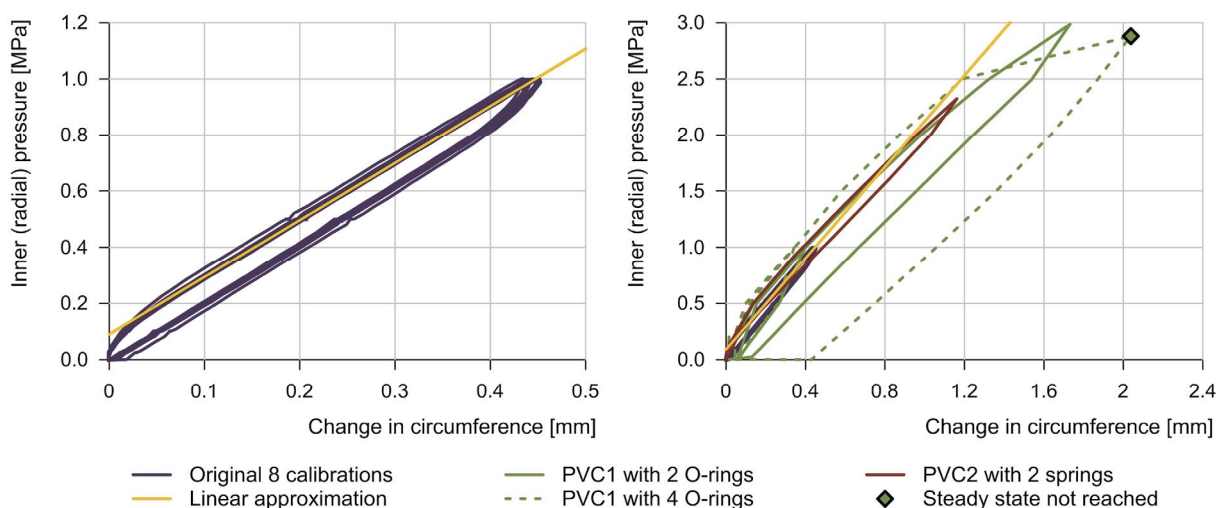 Inner (radial) pressure [MPa]
1.2
1.0
0.8
0.6
0.4
0.2
0.0
0
0.1
0.2
0.3
0.4
0.5
Change in circumference [mm]
Inner (radial) pressure [MPa]
3.0
2.5
2.0
1.5
1.0
0.5
0.0
0
0.4
0.8
1.2
1.6
2
2.4
Change in circumference [mm]
Original 8 calibrations
Linear approximation
PVC1 with 2 O-rings
PVC1 with 4 O-rings
PVC2 with 2 springs
Steady state not reached